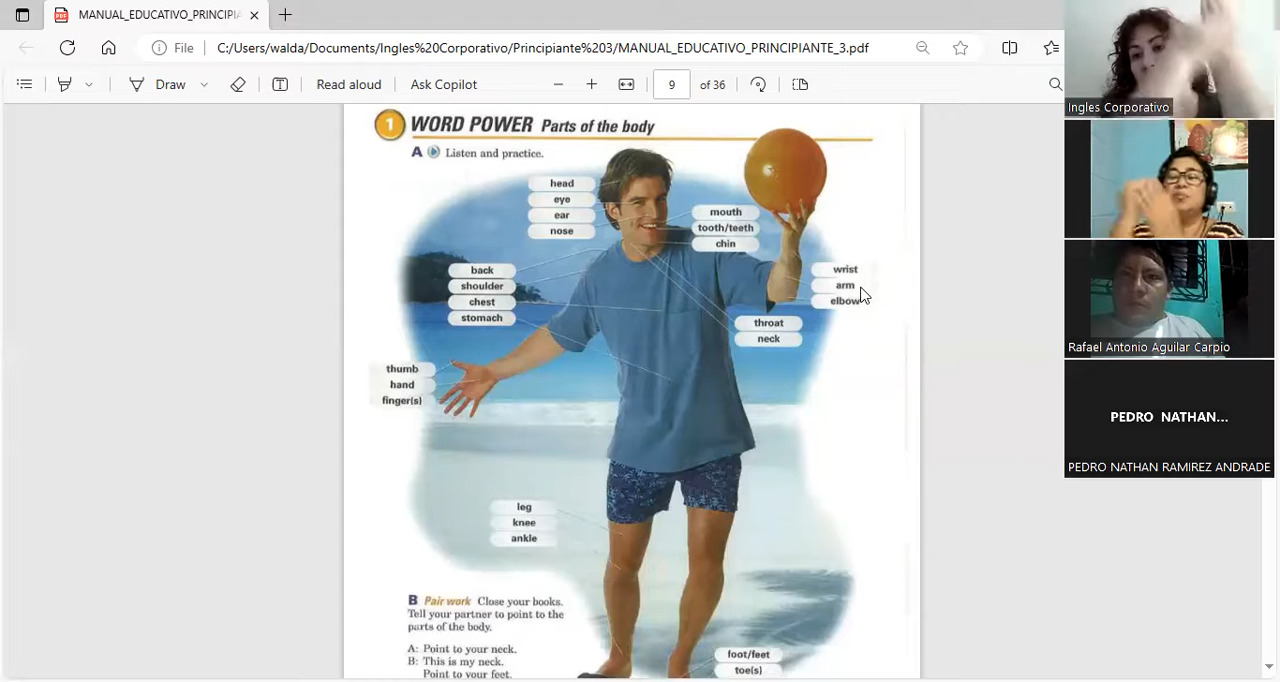 MANUAL_EDUCATIVO_PRINCIPIA
File
C:/Users/walda/Documents/Ingles%20Corporativo/Principiante%203/MANUAL_EDUCATIVO_PRINCIPIANTE_3.pdf
Draw
Read aloud
Ask Copilot
9 of 36
1 WORD POWER Parts of the body
A Listen and practice.
head
eye
ear
nose
mouth
tooth/teeth
chin
back
shoulder
chest
stomach
wrist
arm
elbow
throat
neck
thumb
hand
finger(s)
leg
knee
ankle
B Pair work Close your books.
Tell your partner to point to the
parts of the body.
A: Point to your neck.
B: This is my neck.
Point to your feet.
foot/feet
toe(s)
Ingles Corporativo
Rafael Antonio Aguilar Carpio
PEDRO NATHAN...
PEDRO NATHAN RAMIREZ ANDRADE